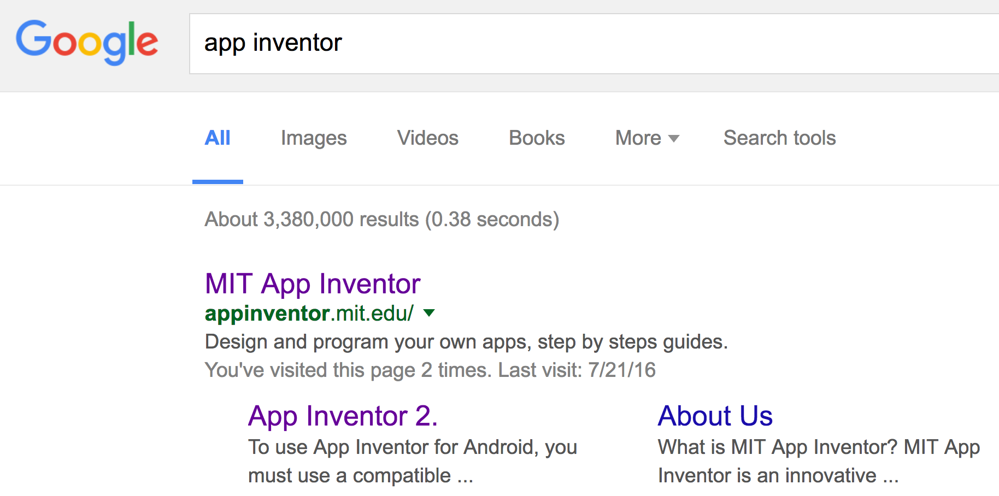 Google
app inventor
All Images Videos Books More Search tools
About 3,380,000 results (0.38 seconds)
MIT App Inventor
appinventor.mit.edu/
Design and program your own apps, step by steps guides.
You've visited this page 2 times. Last visit: 7/21/16
App Inventor 2.
To use App Inventor for Android, you
must use a compatible ...
About Us
What is MIT App Inventor? MIT App
Inventor is an innovative ...